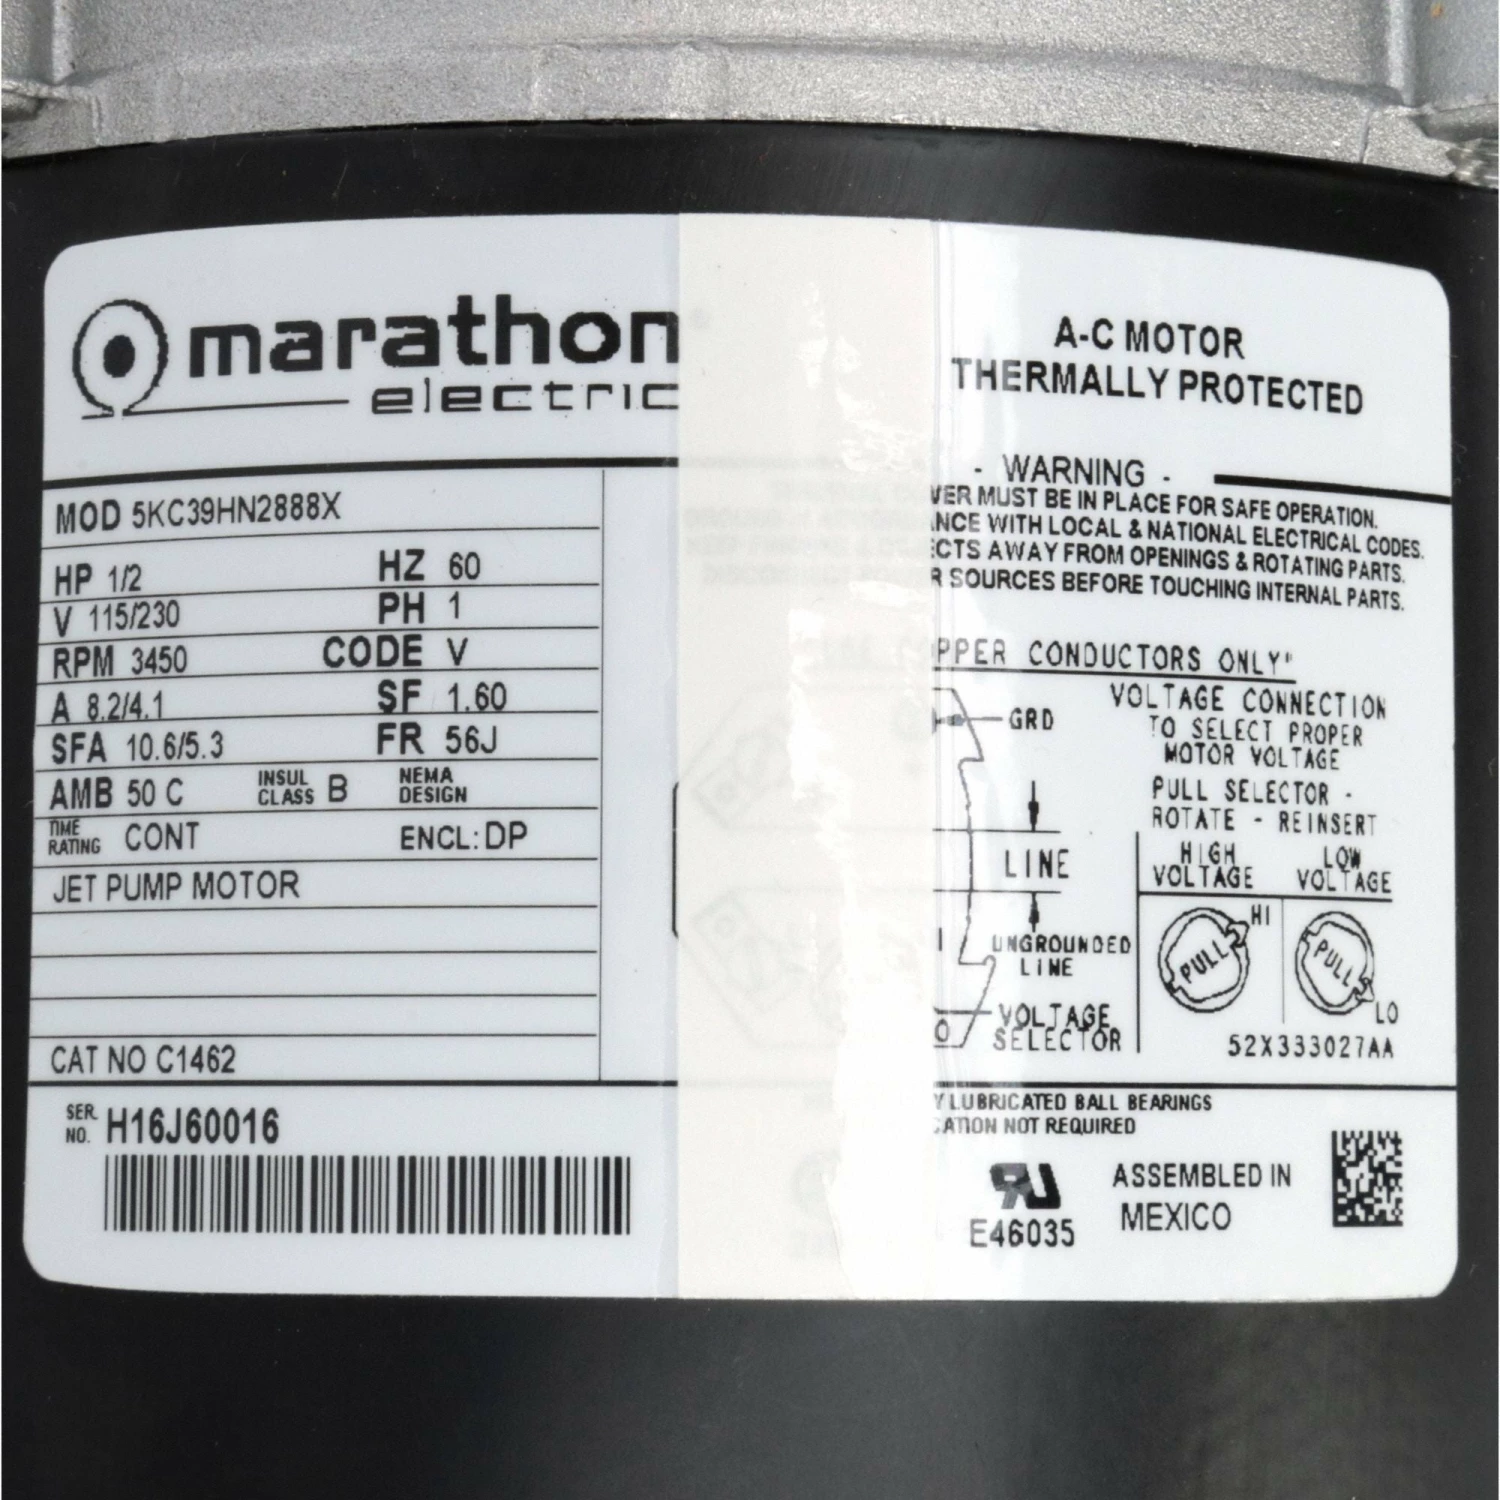 marathon
electric
MOD 5KC39HN2888X
HP 1/2 HZ 60
V 115/230 PH 1
RPM 3450 CODE V
A 8.2/4.1 SF 1.60
SFA 10.6/5.3 FR 56J
AMB 50 C INSUL CLASS B NEMA DESIGN
TIME RATING CONT ENCL: DP
JET PUMP MOTOR
CAT NO C1462
SER. NO. H16J60016
A-C MOTOR
THERMALLY PROTECTED
- WARNING -
MUST BE IN PLACE FOR SAFE OPERATION.
WITH LOCAL & NATIONAL ELECTRICAL CODES.
AWAY FROM OPENINGS & ROTATING PARTS.
SOURCES BEFORE TOUCHING INTERNAL PARTS.
CONDUCTORS ONLY"
GRD
LINE
UNGROUNDED
LINE
VOLTAGE
SELECTOR
VOLTAGE CONNECTION
TO SELECT PROPER
MOTOR VOLTAGE
PULL SELECTOR -
ROTATE - REINSERT
HIGH VOLTAGE
LOW VOLTAGE
PULL HI
PULL LO
52X333027AA
LUBRICATED BALL BEARINGS
NOT REQUIRED
E46035
ASSEMBLED IN
MEXICO